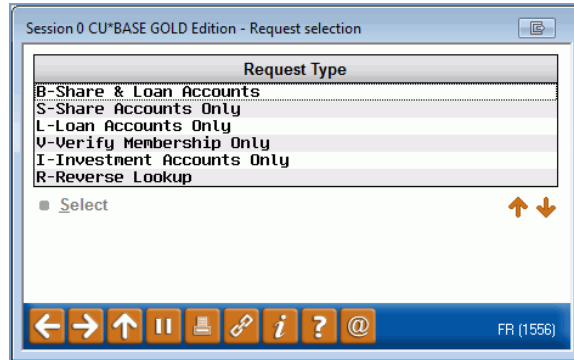 Session 0 CU*BASE GOLD Edition - Request selection
Request Type
B-Share & Loan Accounts
S-Share Accounts Only
L-Loan Accounts Only
V-Verify Membership Only
I-Investment Accounts Only
R-Reverse Lookup
Select
i ? @
FR (1556)